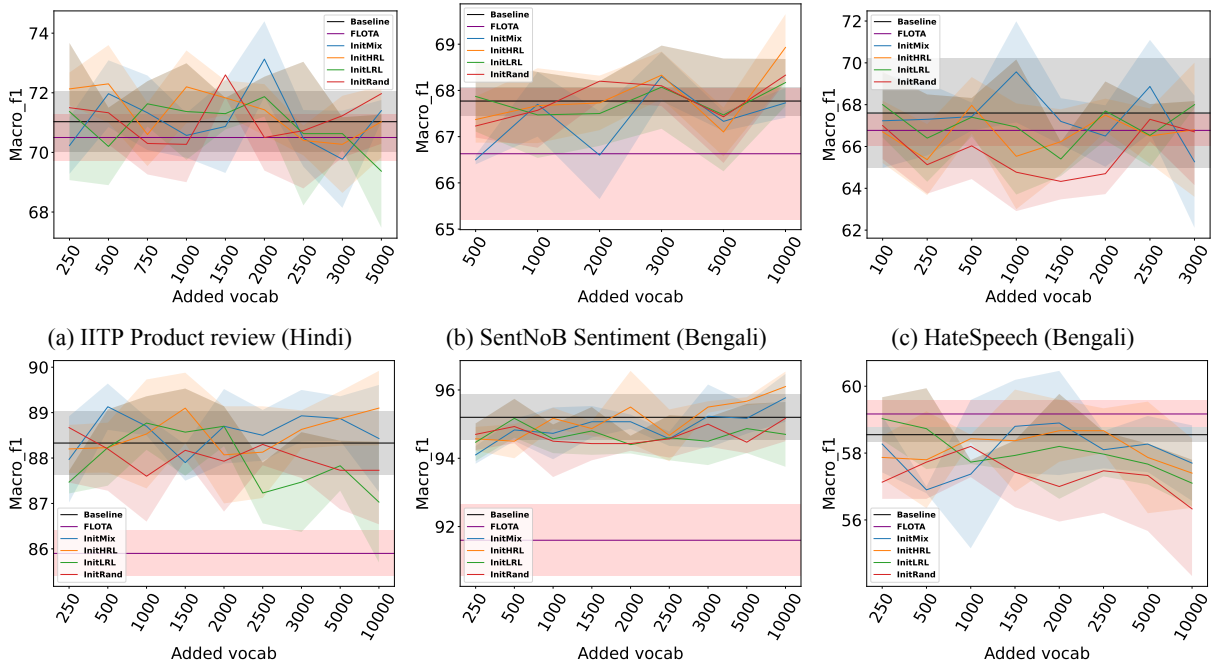 74
72
70
68
Macro_f1
Baseline
FLOTA
InitMix
InitHRL
InitLRL
InitRand
250 500 750 1000 1500 2000 2500 3000 5000
Added vocab
(a) IITP Product review (Hindi)
69
68
67
66
65
Macro_f1
Baseline
FLOTA
InitMix
InitHRL
InitLRL
InitRand
500 1000 2000 3000 5000 10000
Added vocab
(b) SentNoB Sentiment (Bengali)
72
70
68
66
64
62
Macro_f1
Baseline
FLOTA
InitMix
InitHRL
InitLRL
InitRand
100 250 500 1000 1500 2000 2500 3000
Added vocab
(c) HateSpeech (Bengali)
90
89
88
87
86
Macro_f1
Baseline
FLOTA
InitMix
InitHRL
InitLRL
InitRand
250 500 1000 1500 2000 2500 3000 5000 10000
Added vocab
96
94
92
Macro_f1
Baseline
FLOTA
InitMix
InitHRL
InitLRL
InitRand
250 500 1000 1500 2000 2500 3000 5000 10000
Added vocab
60
58
56
Macro_f1
Baseline
FLOTA
InitMix
InitHRL
InitLRL
InitRand
250 500 1000 1500 2000 2500 5000 10000
Added vocab